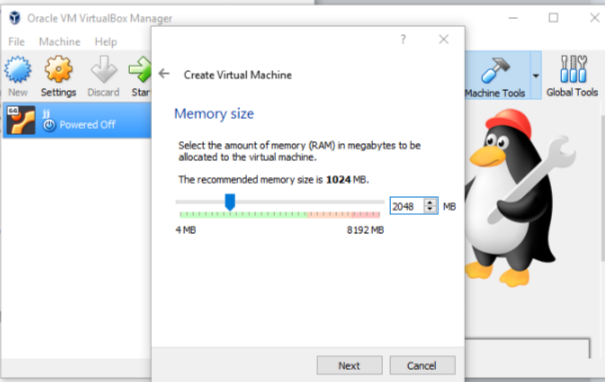 Oracle VM VirtualBox Manager
File Machine Help
?
Create Virtual Machine
New Settings Discard
Machine Tools Global Tools
64
Powered Off
Memory size
Select the amount of memory (RAM) in megabytes to be
allocated to the virtual machine.
The recommended memory size is 1024 MB.
2048 MB
4 MB 8192 MB
Next Cancel